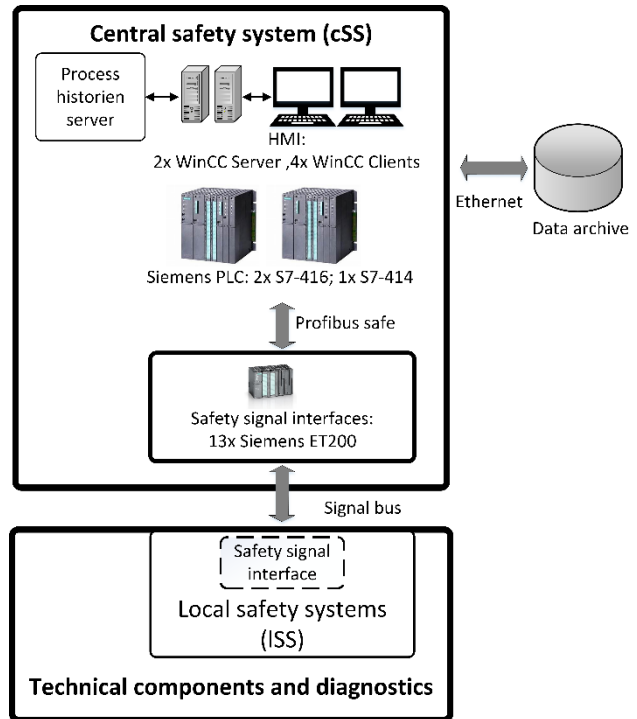 Central safety system (cSS)
Process
historien
server
HMI:
2x WinCC Server ,4x WinCC Clients
Ethernet
Data archive
Siemens PLC: 2x S7-416; 1x S7-414
Profibus safe
Safety signal interfaces:
13x Siemens ET200
Signal bus
Safety signal
interface
Local safety systems
(lSS)
Technical components and diagnostics